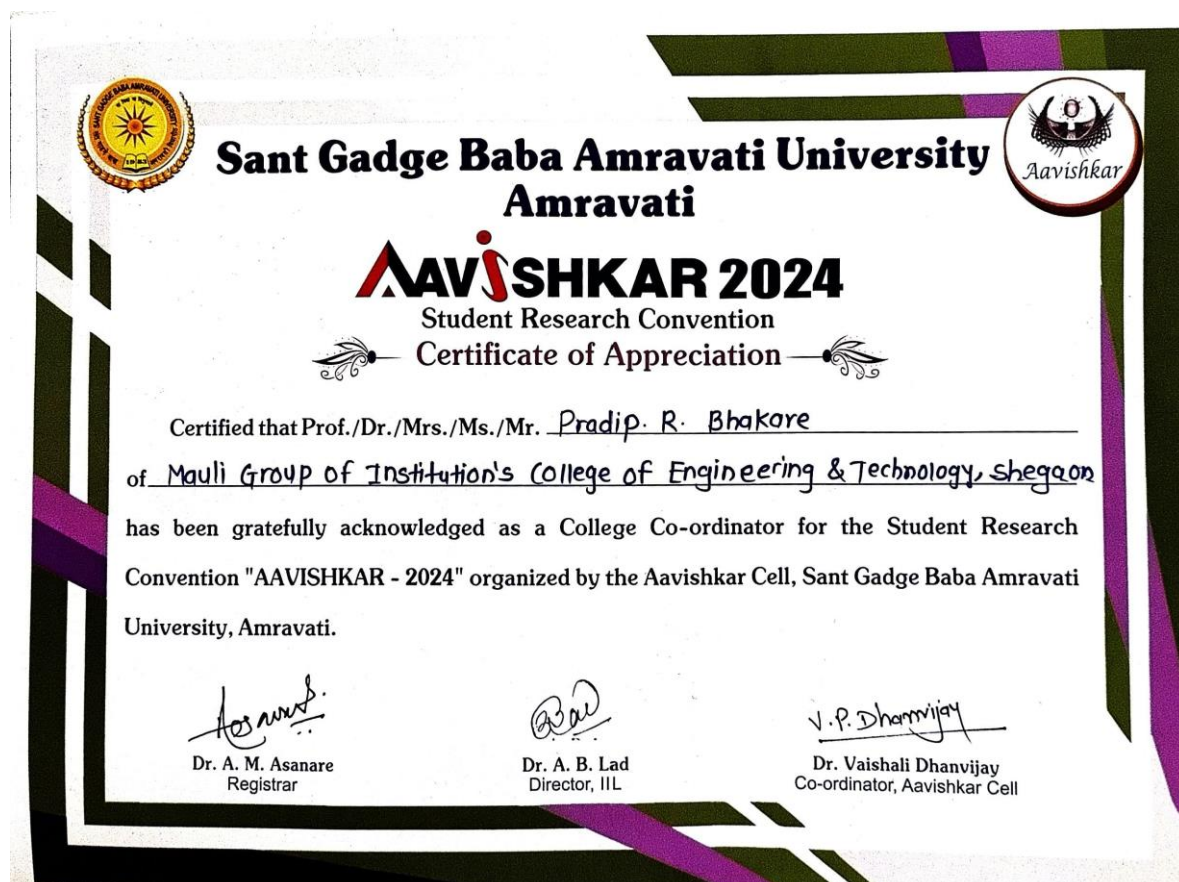 Sant Gadge Baba Amravati University
Amravati
Aavishkar
AAViSHKAR 2024
Student Research Convention
Certificate of Appreciation
Certified that Prof./Dr./Mrs./Ms./Mr. Pradip. R. Bhakare
of Mauli Group of Institution's College of Engineering & Technology, Shegaon
has been gratefully acknowledged as a College Co-ordinator for the Student Research
Convention "AAVISHKAR - 2024" organized by the Aavishkar Cell, Sant Gadge Baba Amravati
University, Amravati.
V.P. Dhanvijay
Dr. A. M. Asanare
Registrar
Dr. A. B. Lad
Director, IIL
Dr. Vaishali Dhanvijay
Co-ordinator, Aavishkar Cell